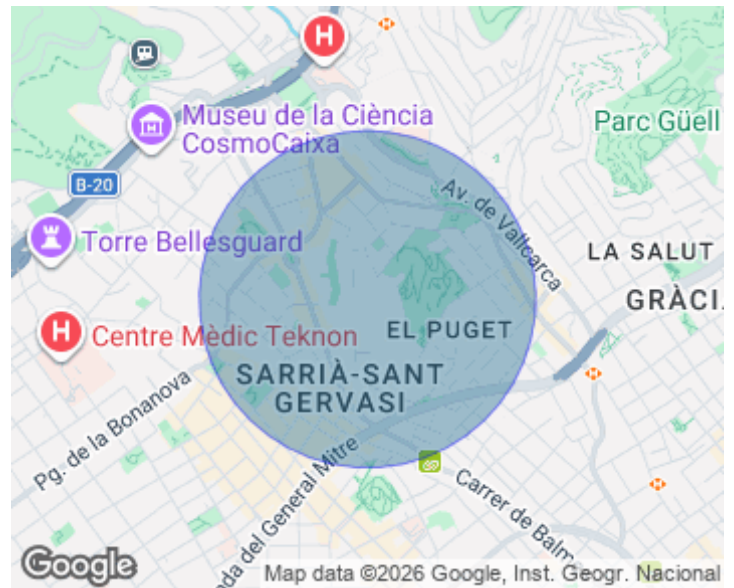 H
Museu de la Ciència
CosmoCaixa
Parc Güell
B-20
Av. de Vallcarca
Torre Bellesguard
LA SALUT
GRÀCI
H
Centre Mèdic Teknon
EL PUGET
SARRIÀ-SANT
GERVASI
Pg. de la Bonanova
da del General Mitre
Carrer de Balm
Google
Map data ©2026 Google, Inst. Geogr. Nacional